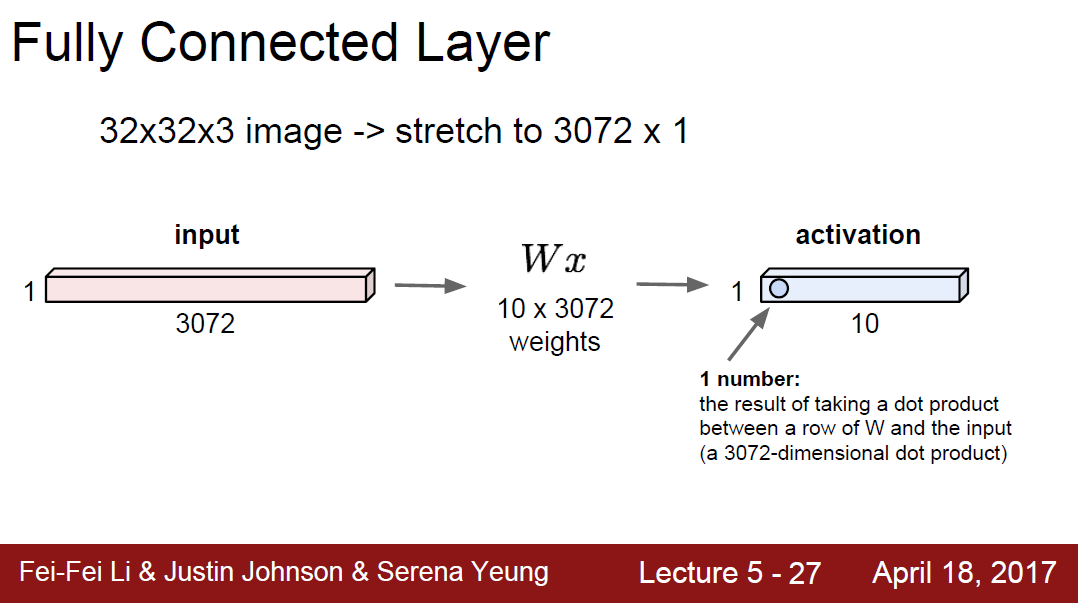 Fully Connected Layer
32x32x3 image -> stretch to 3072 x 1
input
1
3072
Wx
10 x 3072
weights
activation
1
10
1 number:
the result of taking a dot product
between a row of W and the input
(a 3072-dimensional dot product)
Fei-Fei Li & Justin Johnson & Serena Yeung
Lecture 5 - 27
April 18, 2017